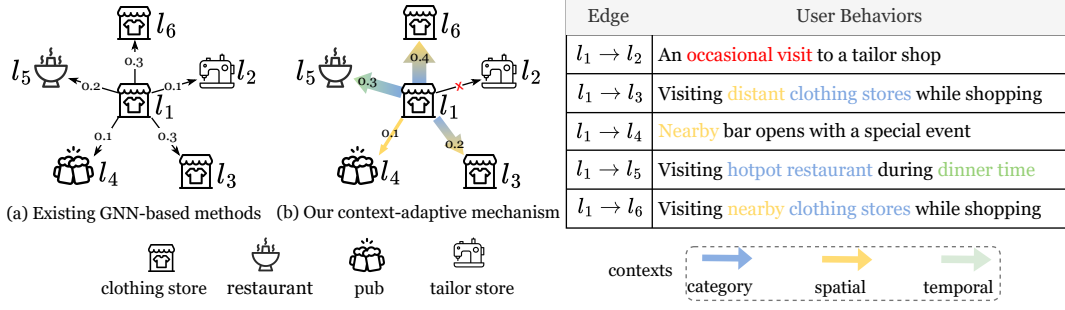 l6
l5
l2
l1
l4
l3
0.3
0.2
0.1
0.1
0.3
(a) Existing GNN-based methods
l6
l5
l2
l1
l4
l3
0.4
0.3
x
0.1
0.2
(b) Our context-adaptive mechanism
clothing store
restaurant
pub
tailor store
Edge User Behaviors
l1 → l2 An occasional visit to a tailor shop
l1 → l3 Visiting distant clothing stores while shopping
l1 → l4 Nearby bar opens with a special event
l1 → l5 Visiting hotpot restaurant during dinner time
l1 → l6 Visiting nearby clothing stores while shopping
contexts
category
spatial
temporal